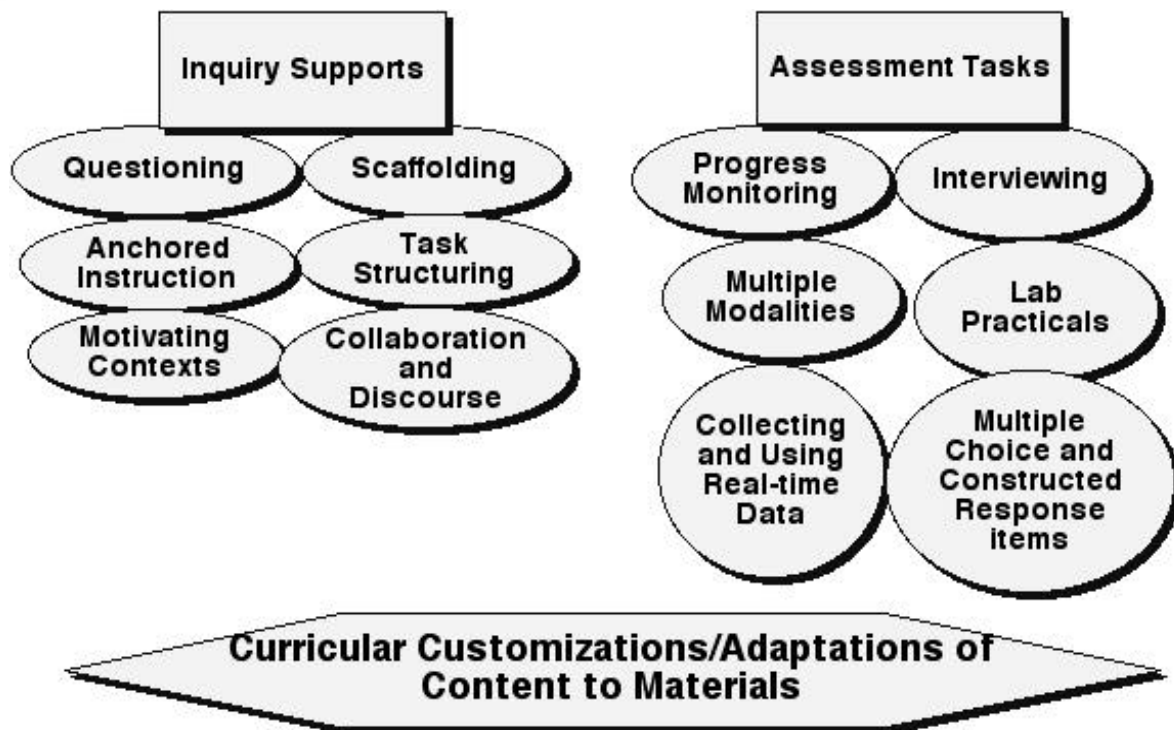 Inquiry Supports
Questioning
Scaffolding
Anchored
Instruction
Task
Structuring
Motivating
Contexts
Collaboration
and
Discourse
Assessment Tasks
Progress
Monitoring
Interviewing
Multiple
Modalities
Lab
Practicals
Collecting
and Using
Real-time
Data
Multiple
Choice and
Constructed
Response
items
Curricular Customizations/Adaptations of
Content to Materials